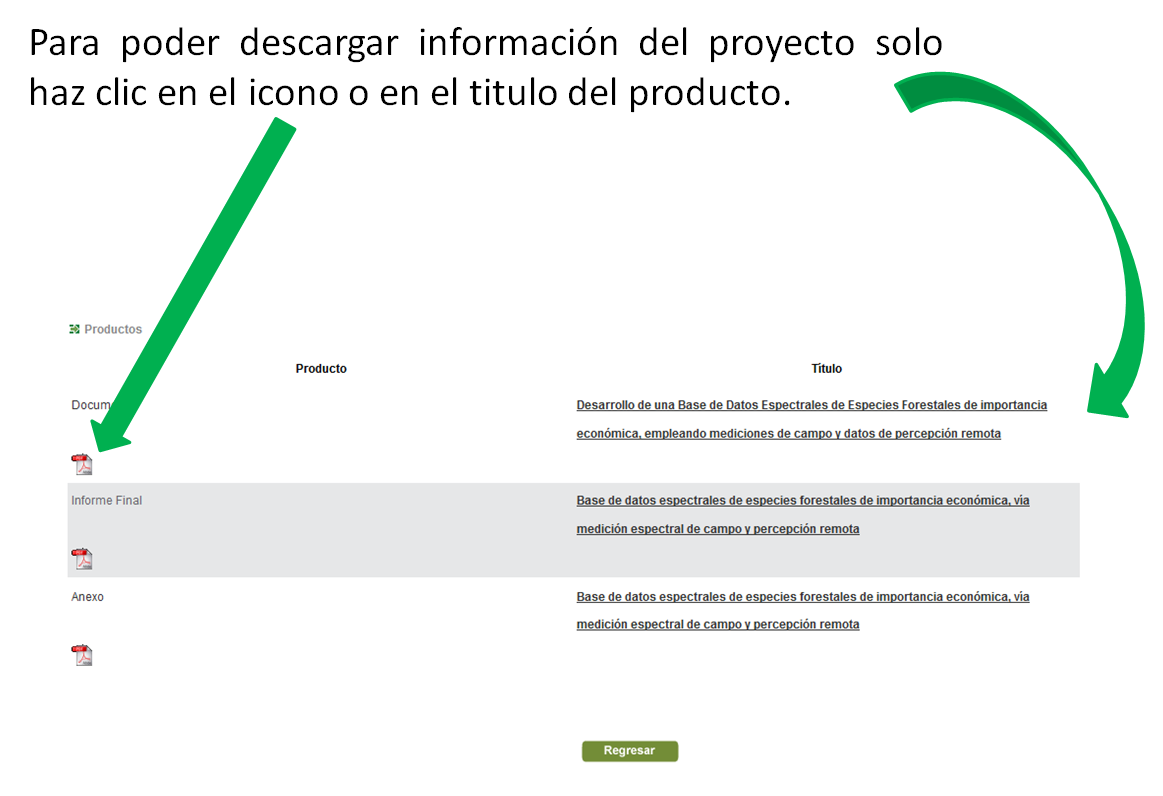 Para poder descargar información del proyecto solo
haz clic en el icono o en el titulo del producto.
Productos
Producto
Título
Desarrollo de una Base de Datos Espectrales de Especies Forestales de importancia
económica, empleando mediciones de campo y datos de percepción remota
Informe Final
Base de datos espectrales de especies forestales de importancia económica, vía
medición espectral de campo y percepción remota
Anexo
Base de datos espectrales de especies forestales de importancia económica, vía
medición espectral de campo y percepción remota
Regresar